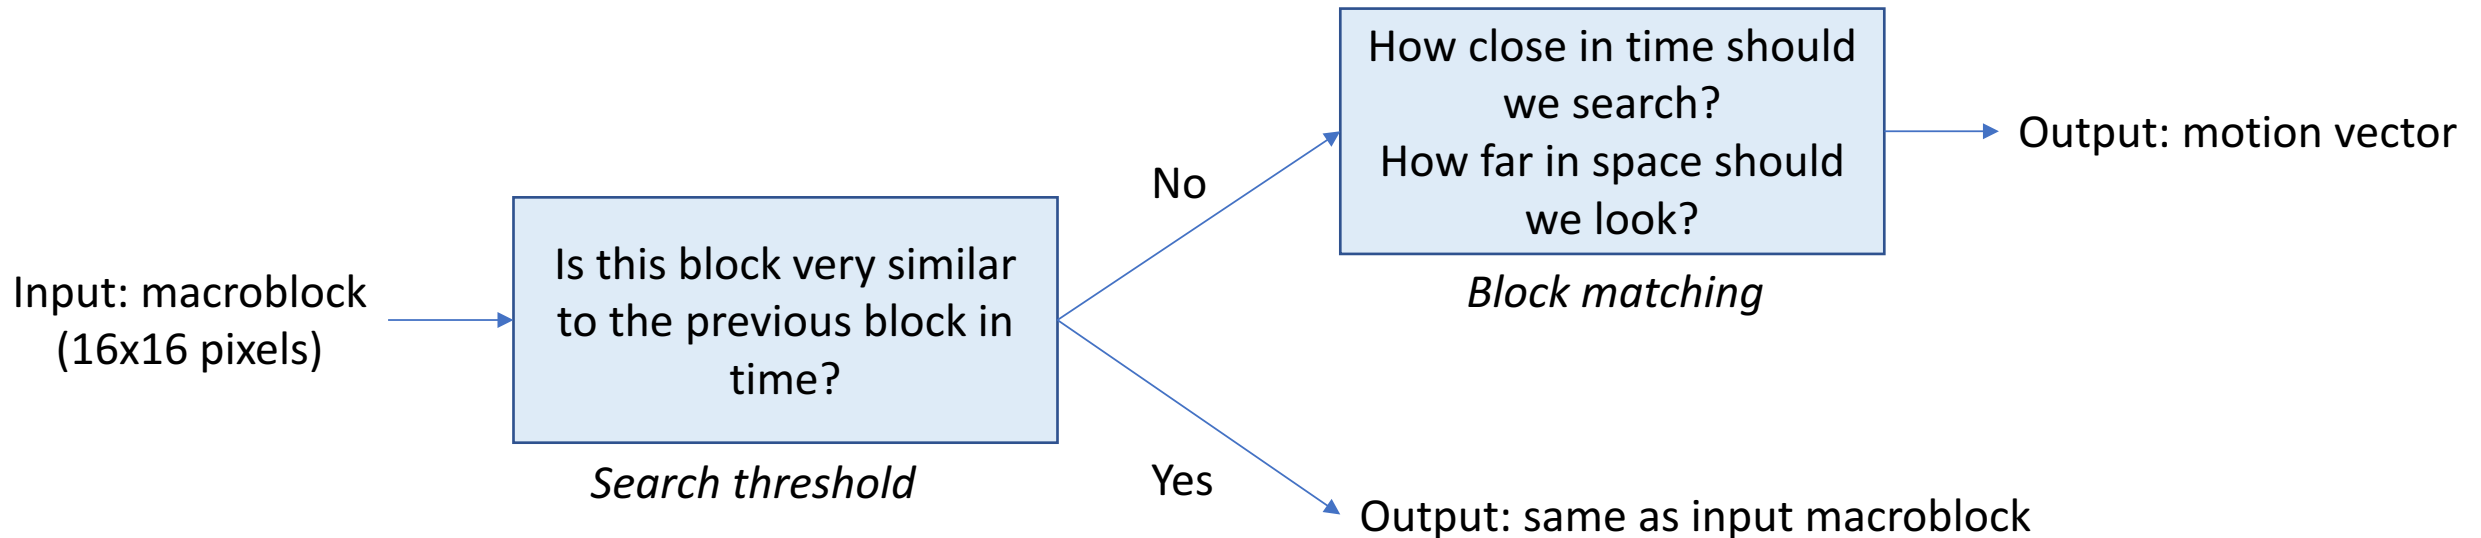 Input: macroblock
(16x16 pixels)
Is this block very similar
to the previous block in
time?
Search threshold
No
Yes
How close in time should
we search?
How far in space should
we look?
Block matching
Output: motion vector
Output: same as input macroblock